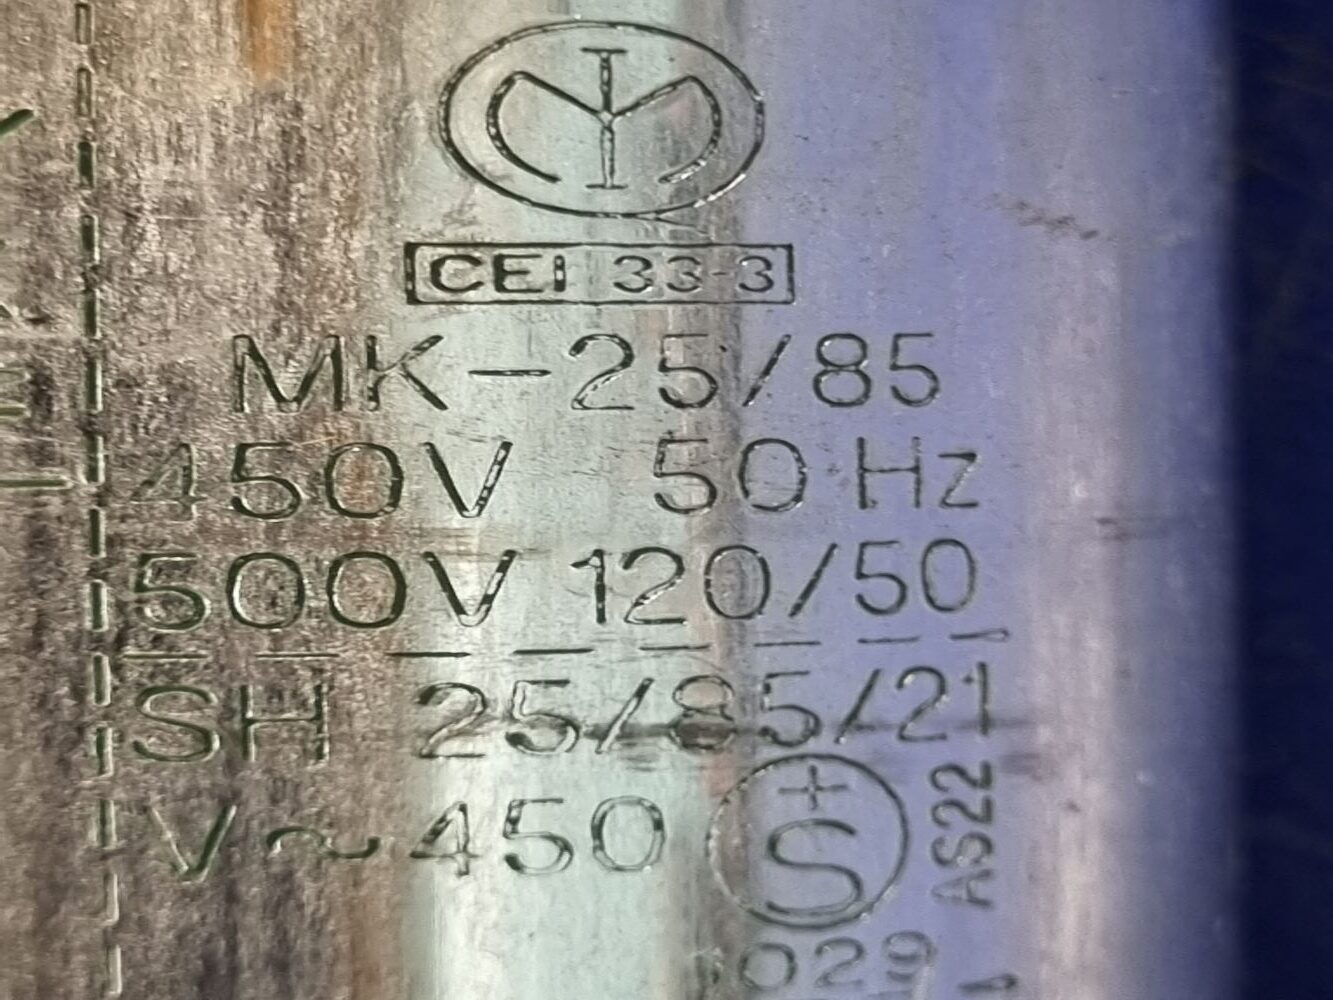 CEI 33-3
MK-25/85
450V 50 Hz
500V 120/50
SH 25/85/21
V~450
+S
AS22